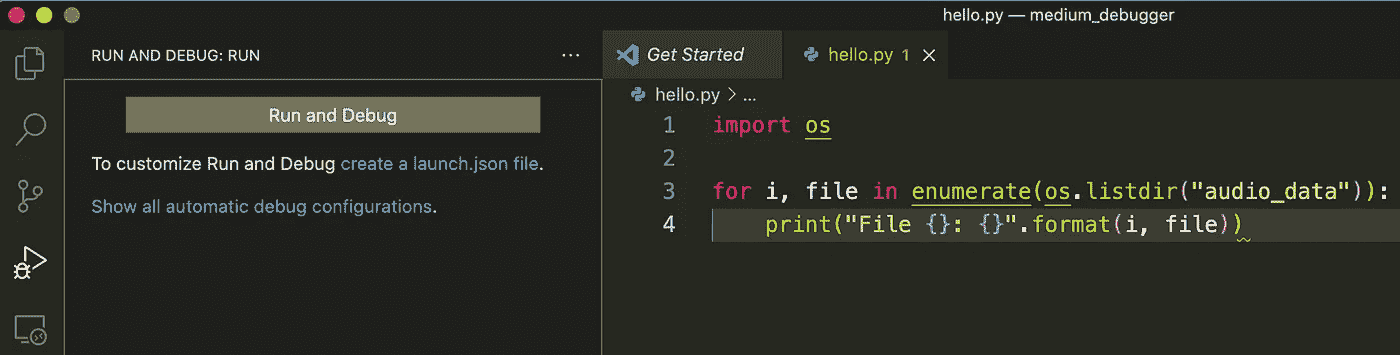 hello.py — medium_debugger
RUN AND DEBUG: RUN ...
Run and Debug
To customize Run and Debug create a launch.json file.
Show all automatic debug configurations.
Get Started
hello.py 1
hello.py > ...
1 import os
2
3 for i, file in enumerate(os.listdir("audio_data")):
4     print("File {}: {}".format(i, file))